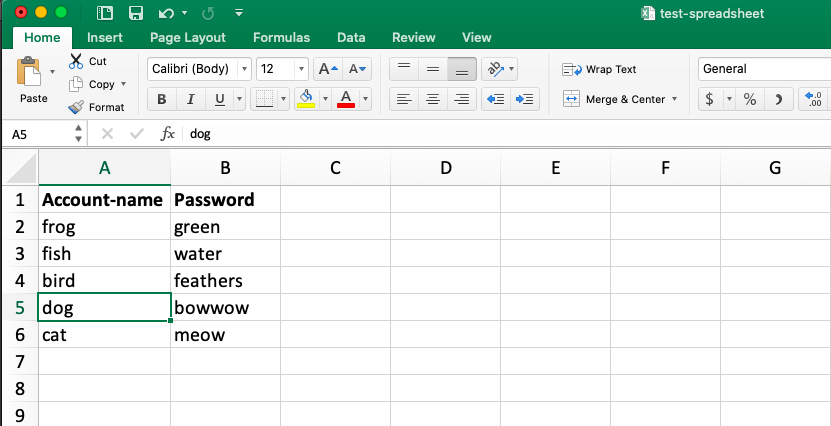 test-spreadsheet
Home Insert Page Layout Formulas Data Review View
Cut
Copy
Paste
Format
Calibri (Body) 12 A A
B I U A
Wrap Text
Merge & Center
General
$ % .0 .00
A5 fx dog
A B C D E F G
1 Account-name Password
2 frog green
3 fish water
4 bird feathers
5 dog bowwow
6 cat meow
7
8
9